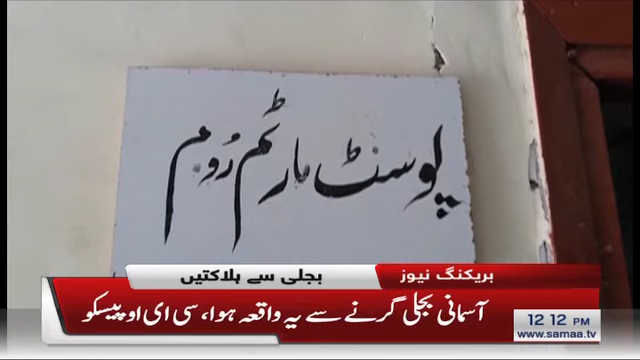 پوسٹ مارٹم روم
بریکنگ نیوز
بجلی سے ہلاکتیں
آسمانی بجلی گرنے سے یہ واقعہ ہوا، سی ای او پیسکو
12 12 PM
www.samaa.tv